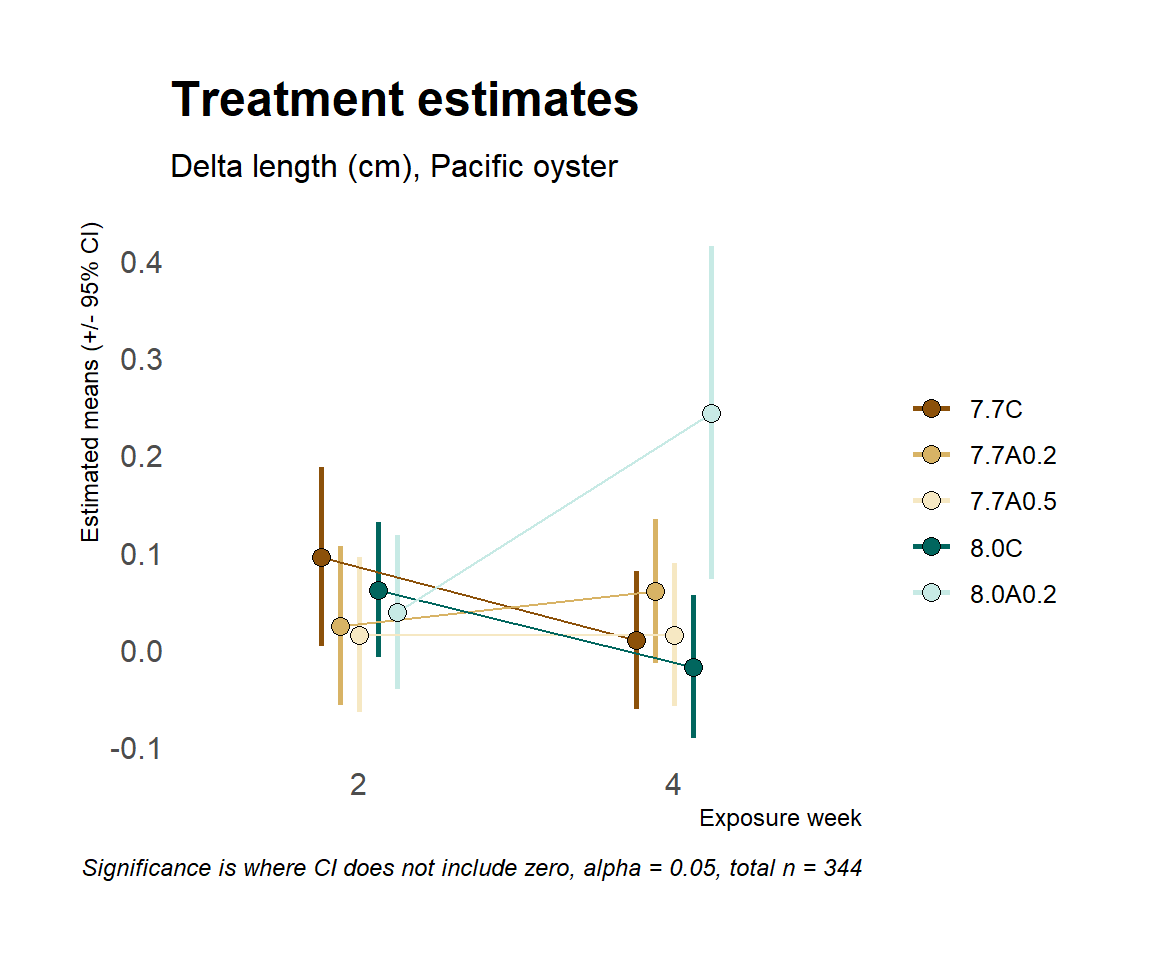 Treatment estimates
Delta length (cm), Pacific oyster
Estimated means (+/- 95% CI)
0.4
0.3
0.2
0.1
0.0
-0.1
2
4
Exposure week
7.7C
7.7A0.2
7.7A0.5
8.0C
8.0A0.2
Significance is where CI does not include zero, alpha = 0.05, total n = 344